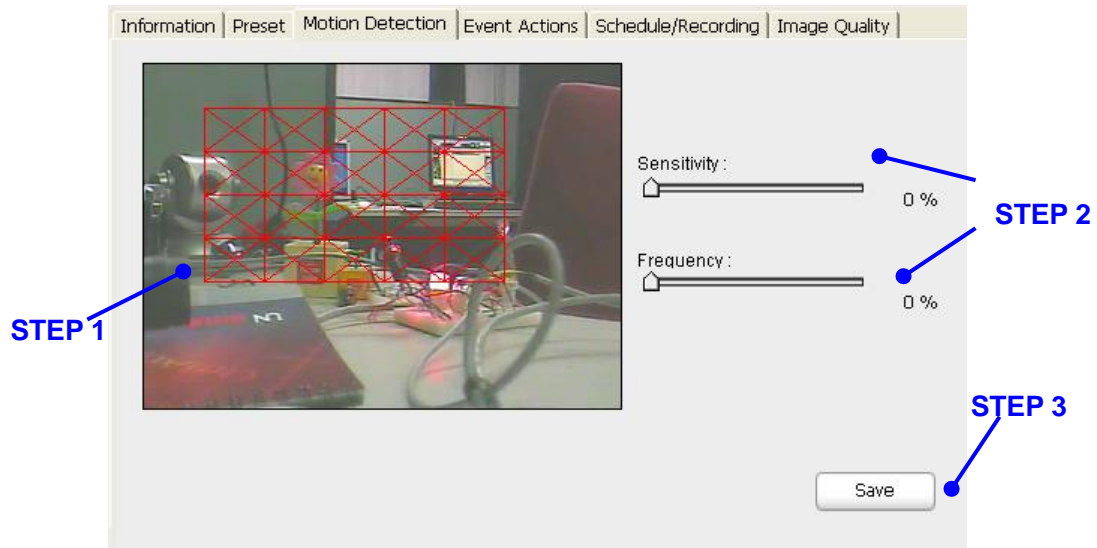 Information Preset Motion Detection Event Actions Schedule/Recording Image Quality
Sensitivity :
0 %
STEP 2
Frequency :
0 %
STEP 1
STEP 3
Save